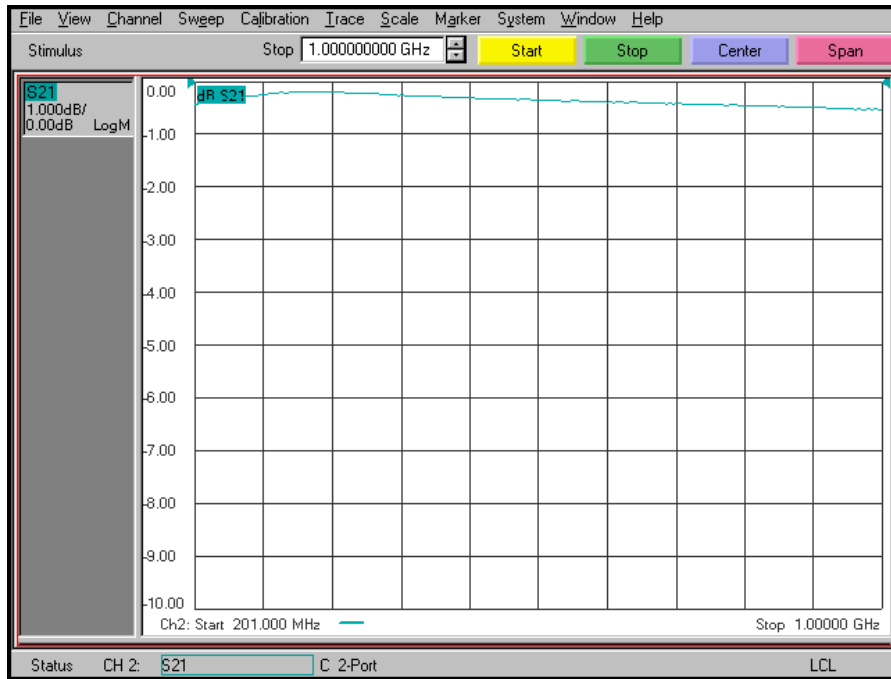 File View Channel Sweep Calibration Trace Scale Marker System Window Help
Stimulus Stop 1.000000000 GHz Start Stop Center Span
S21
1.000dB/
0.00dB LogM
dB S21
0.00
-1.00
-2.00
-3.00
-4.00
-5.00
-6.00
-7.00
-8.00
-9.00
-10.00
Ch2: Start 201.000 MHz Stop 1.00000 GHz
Status CH 2: S21 C 2-Port LCL